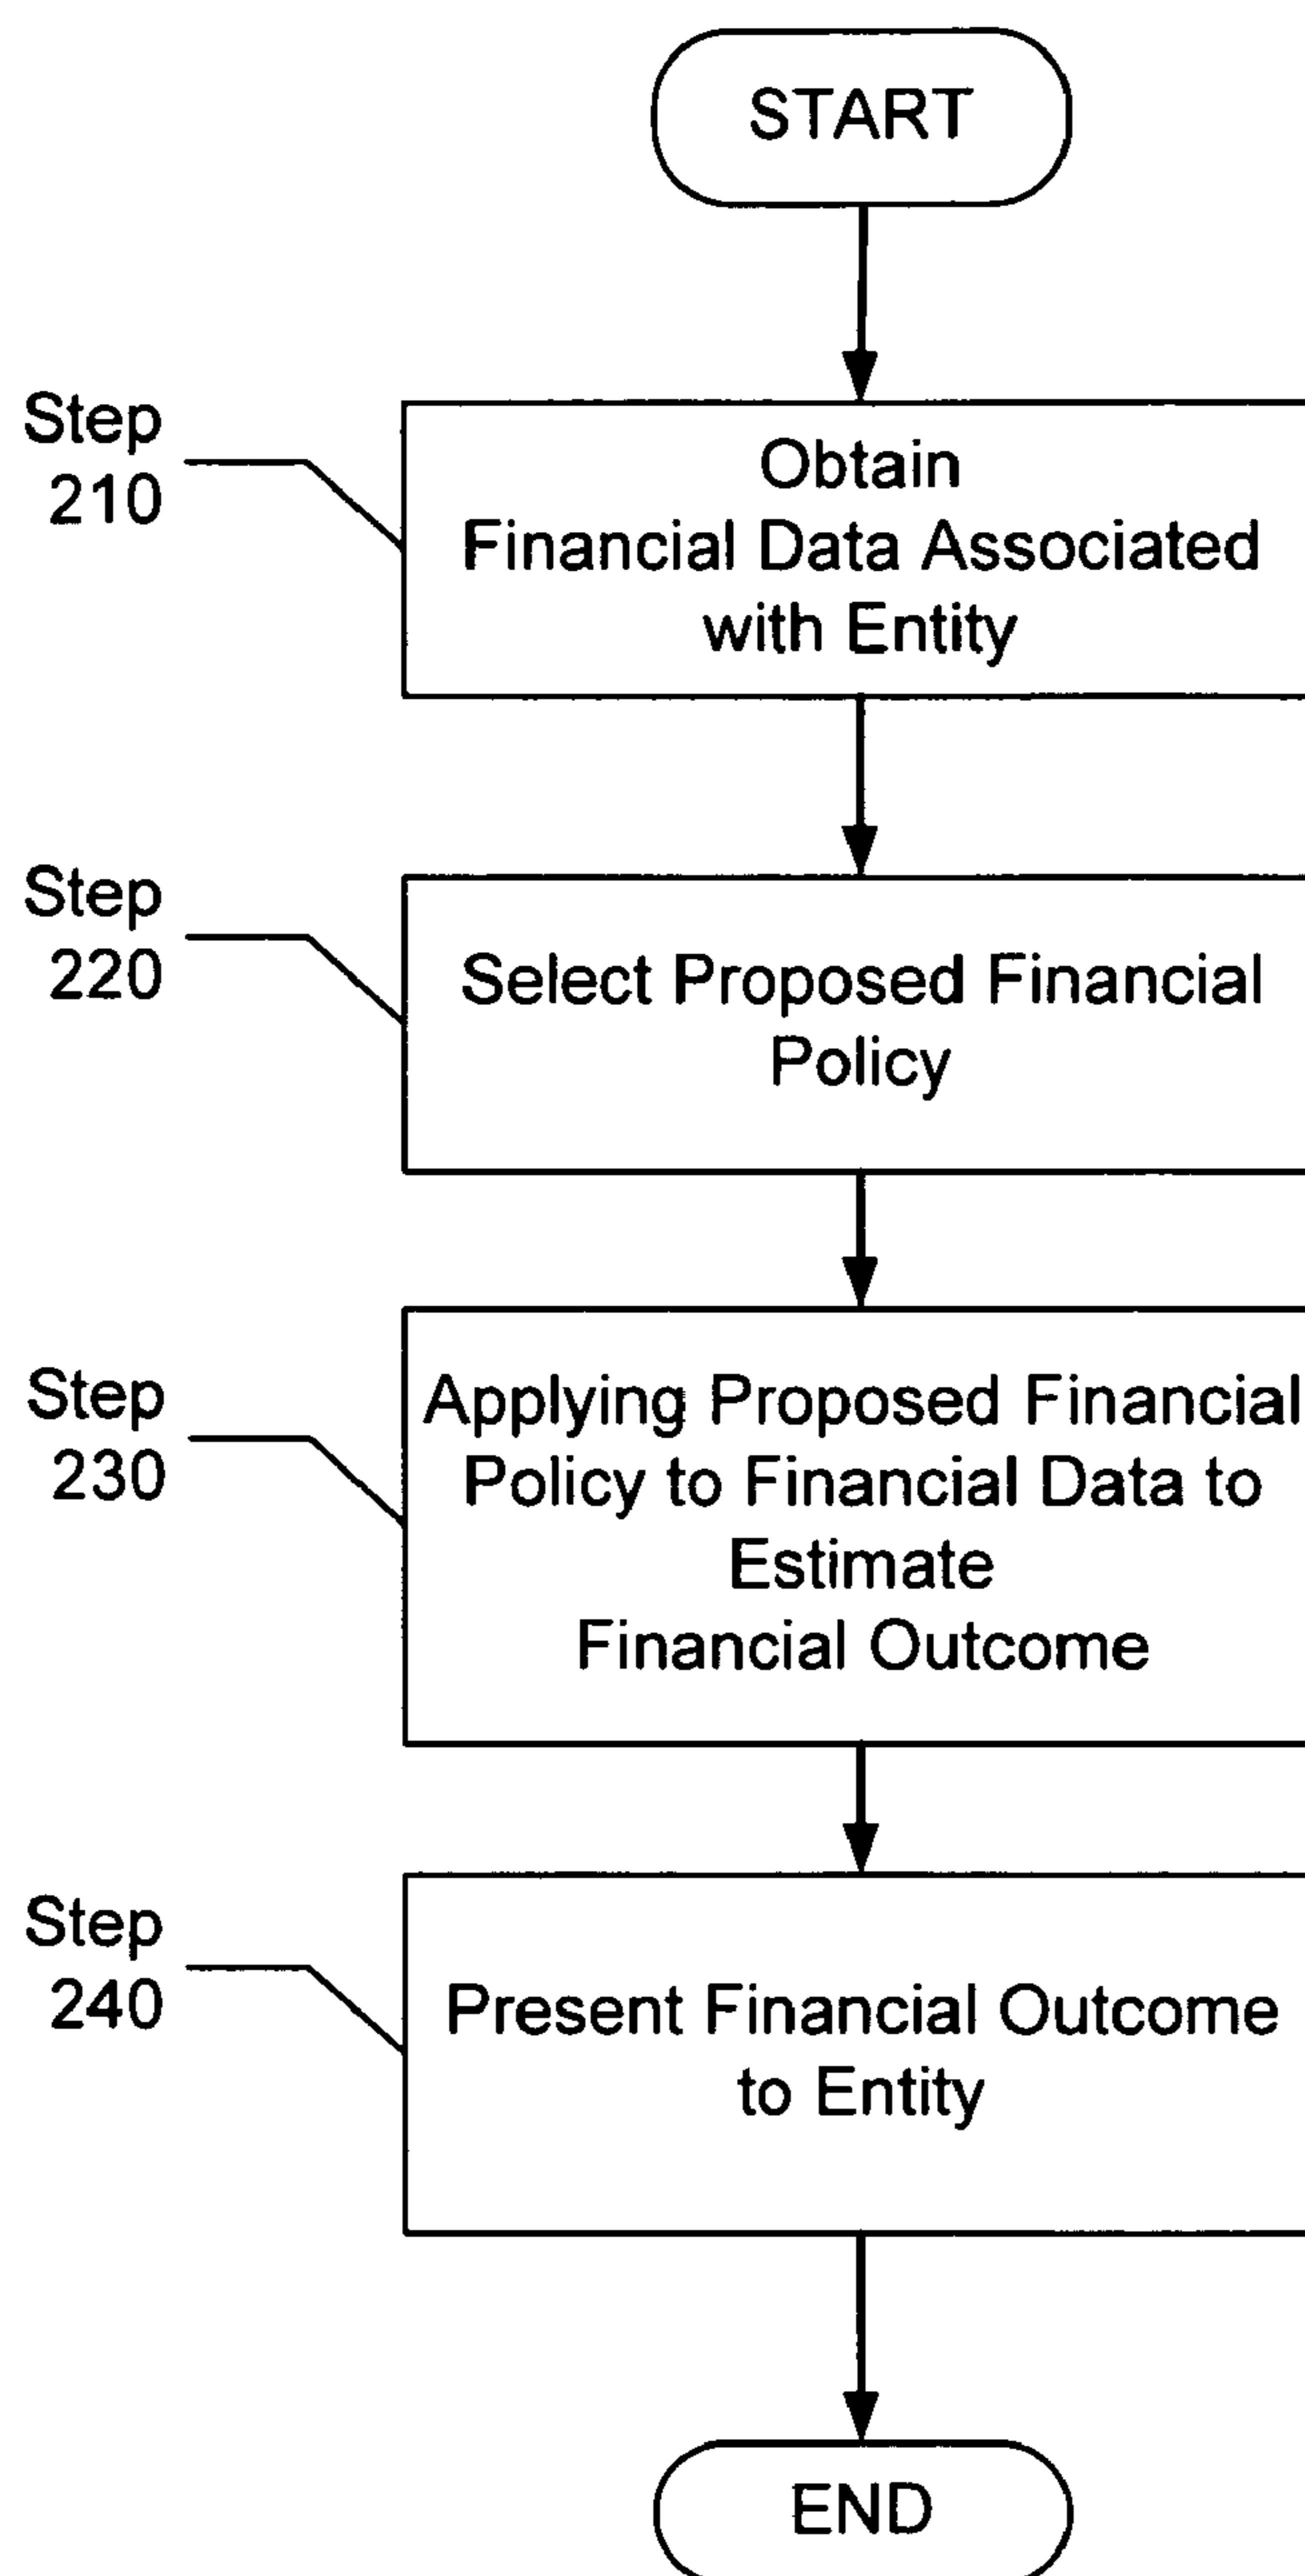 START
Step
210
Obtain
Financial Data Associated
with Entity
Step
220
Select Proposed Financial
Policy
Step
230
Applying Proposed Financial
Policy to Financial Data to
Estimate
Financial Outcome
Step
240
Present Financial Outcome
to Entity
END